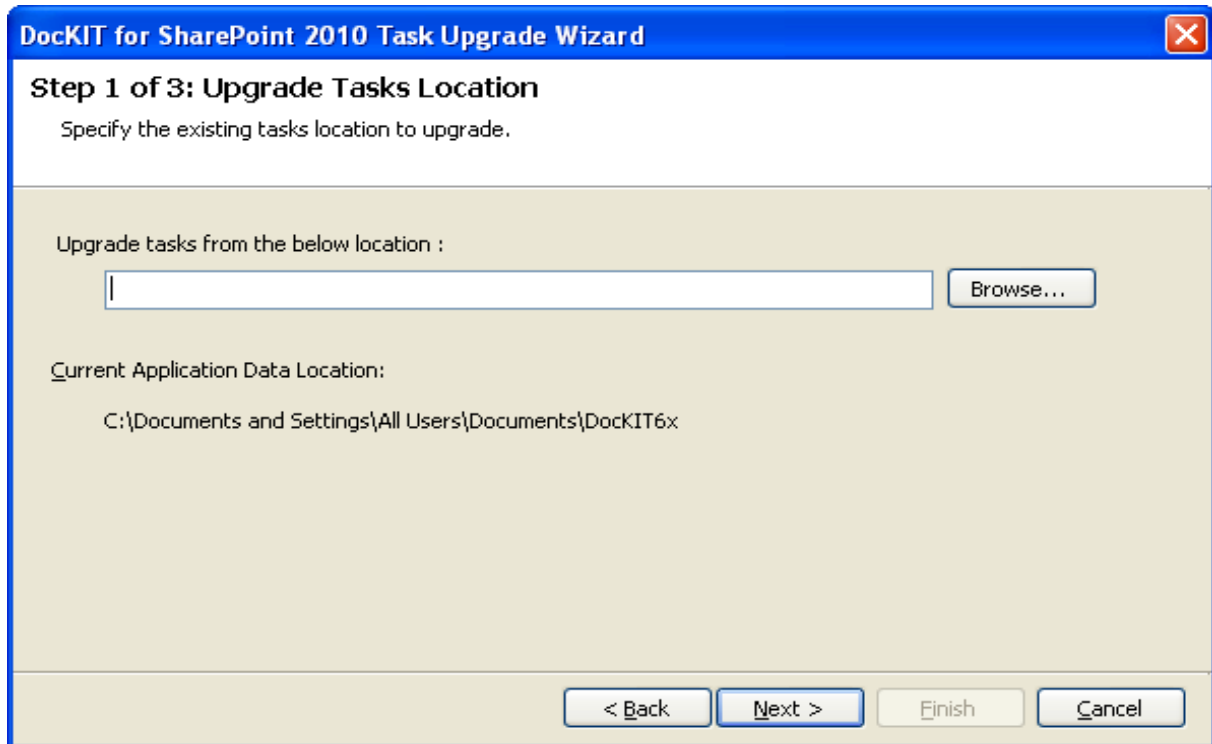 DocKIT for SharePoint 2010 Task Upgrade Wizard
Step 1 of 3: Upgrade Tasks Location
Specify the existing tasks location to upgrade.
Upgrade tasks from the below location :
Browse...
Current Application Data Location:
C:\Documents and Settings\All Users\Documents\DocKIT6x
< Back Next > Finish Cancel